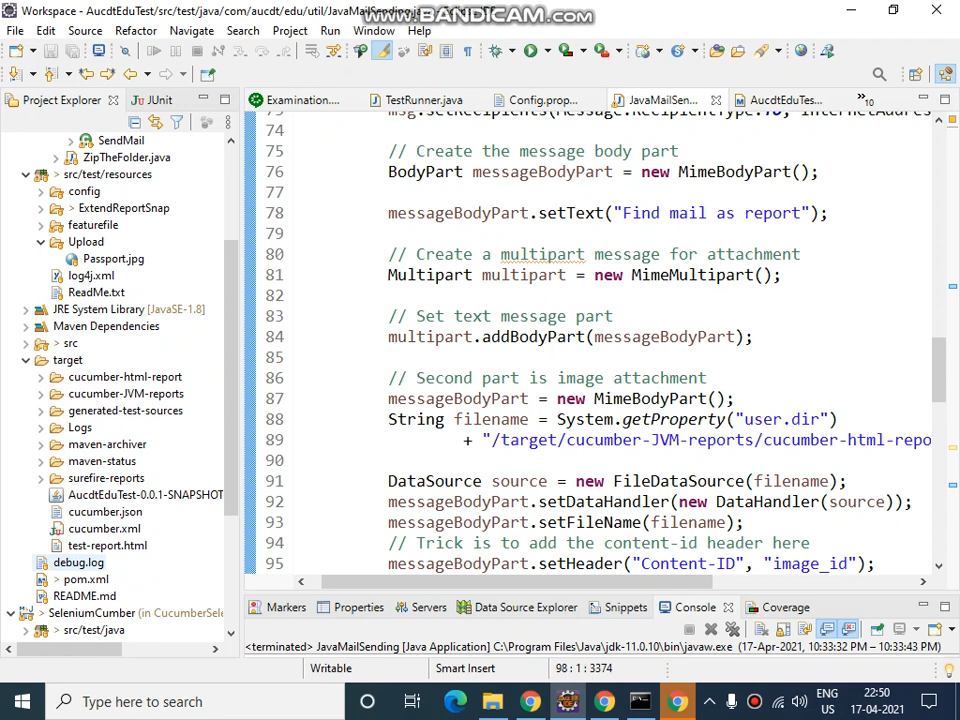 Workspace - AucdtEduTest/src/test/java/com/aucdt/edu/util/JavaMailSending.
WWW.BANDICAM.COM
File Edit Source Refactor Navigate Search Project Run Window Help
Project Explorer JUnit
Examination.... TestRunner.java Config.prop... JavaMailSen... AucdtEduTes... »10
SendMail
ZipTheFolder.java
src/test/resources
config
ExtendReportSnap
featurefile
Upload
Passport.jpg
log4j.xml
ReadMe.txt
JRE System Library [JavaSE-1.8]
Maven Dependencies
src
target
cucumber-html-report
cucumber-JVM-reports
generated-test-sources
Logs
maven-archiver
maven-status
surefire-reports
AucdtEduTest-0.0.1-SNAPSHOT
cucumber.json
cucumber.xml
test-report.html
debug.log
pom.xml
README.md
SeleniumCumber (in CucumberSele
src/test/java
74
75 // Create the message body part
76 BodyPart messageBodyPart = new MimeBodyPart();
77
78 messageBodyPart.setText("Find mail as report");
79
80 // Create a multipart message for attachment
81 Multipart multipart = new MimeMultipart();
82
83 // Set text message part
84 multipart.addBodyPart(messageBodyPart);
85
86 // Second part is image attachment
87 messageBodyPart = new MimeBodyPart();
88 String filename = System.getProperty("user.dir")
89 + "/target/cucumber-JVM-reports/cucumber-html-repo
90
91 DataSource source = new FileDataSource(filename);
92 messageBodyPart.setDataHandler(new DataHandler(source));
93 messageBodyPart.setFileName(filename);
94 // Trick is to add the content-id header here
95 messageBodyPart.setHeader("Content-ID", "image_id");
Markers Properties Servers Data Source Explorer Snippets Console Coverage
<terminated> JavaMailSending [Java Application] C:\Program Files\Java\jdk-11.0.10\bin\javaw.exe (17-Apr-2021, 10:33:32 PM – 10:33:43 PM)
Writable Smart Insert 98 : 1 : 3374
Type here to search
ENG
US
22:50
17-04-2021